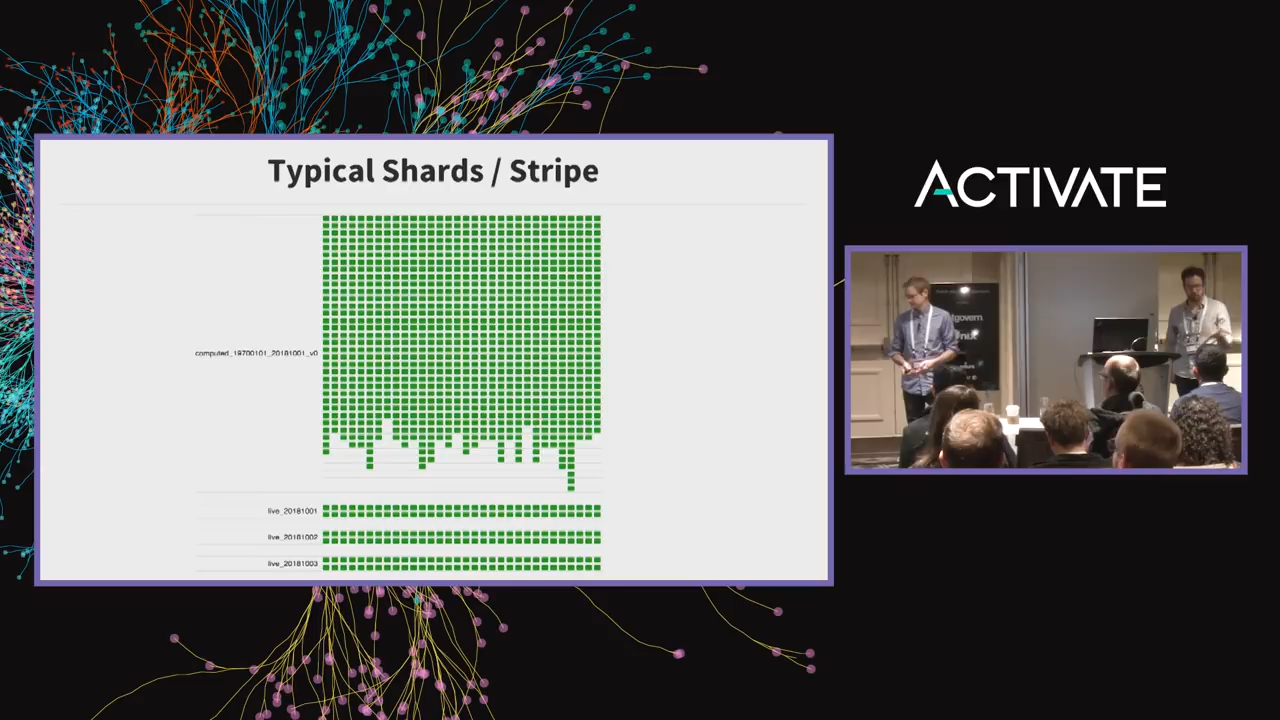 Typical Shards / Stripe
computed_19700101_20181001_v0
live_20181001
live_20181002
live_20181003
ACTIVATE